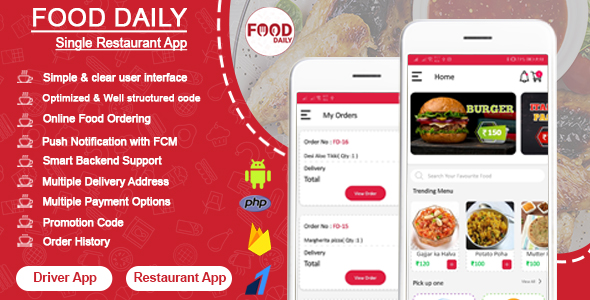 FOOD DAILY
Single Restaurant App
Simple & clear user interface
Optimized & Well structured code
Online Food Ordering
Push Notification with FCM
Smart Backend Support
Multiple Delivery Address
Multiple Payment Options
Promotion Code
Order History
Driver App
Restaurant App
FOOD
DAILY
php
My Orders
Order No : FD-16
Desi Aloo Tikki( Qty :1 )
Delivery
Total
View Order
Order No : FD-15
Margherita pizza( Qty :1 )
Delivery
Total
View Order
Home
BURGER
₹150
Search Your Favourite Food
Trending Menu
Gagar ka Halva
₹120
Potato Poha
₹100
Pick up one
View All